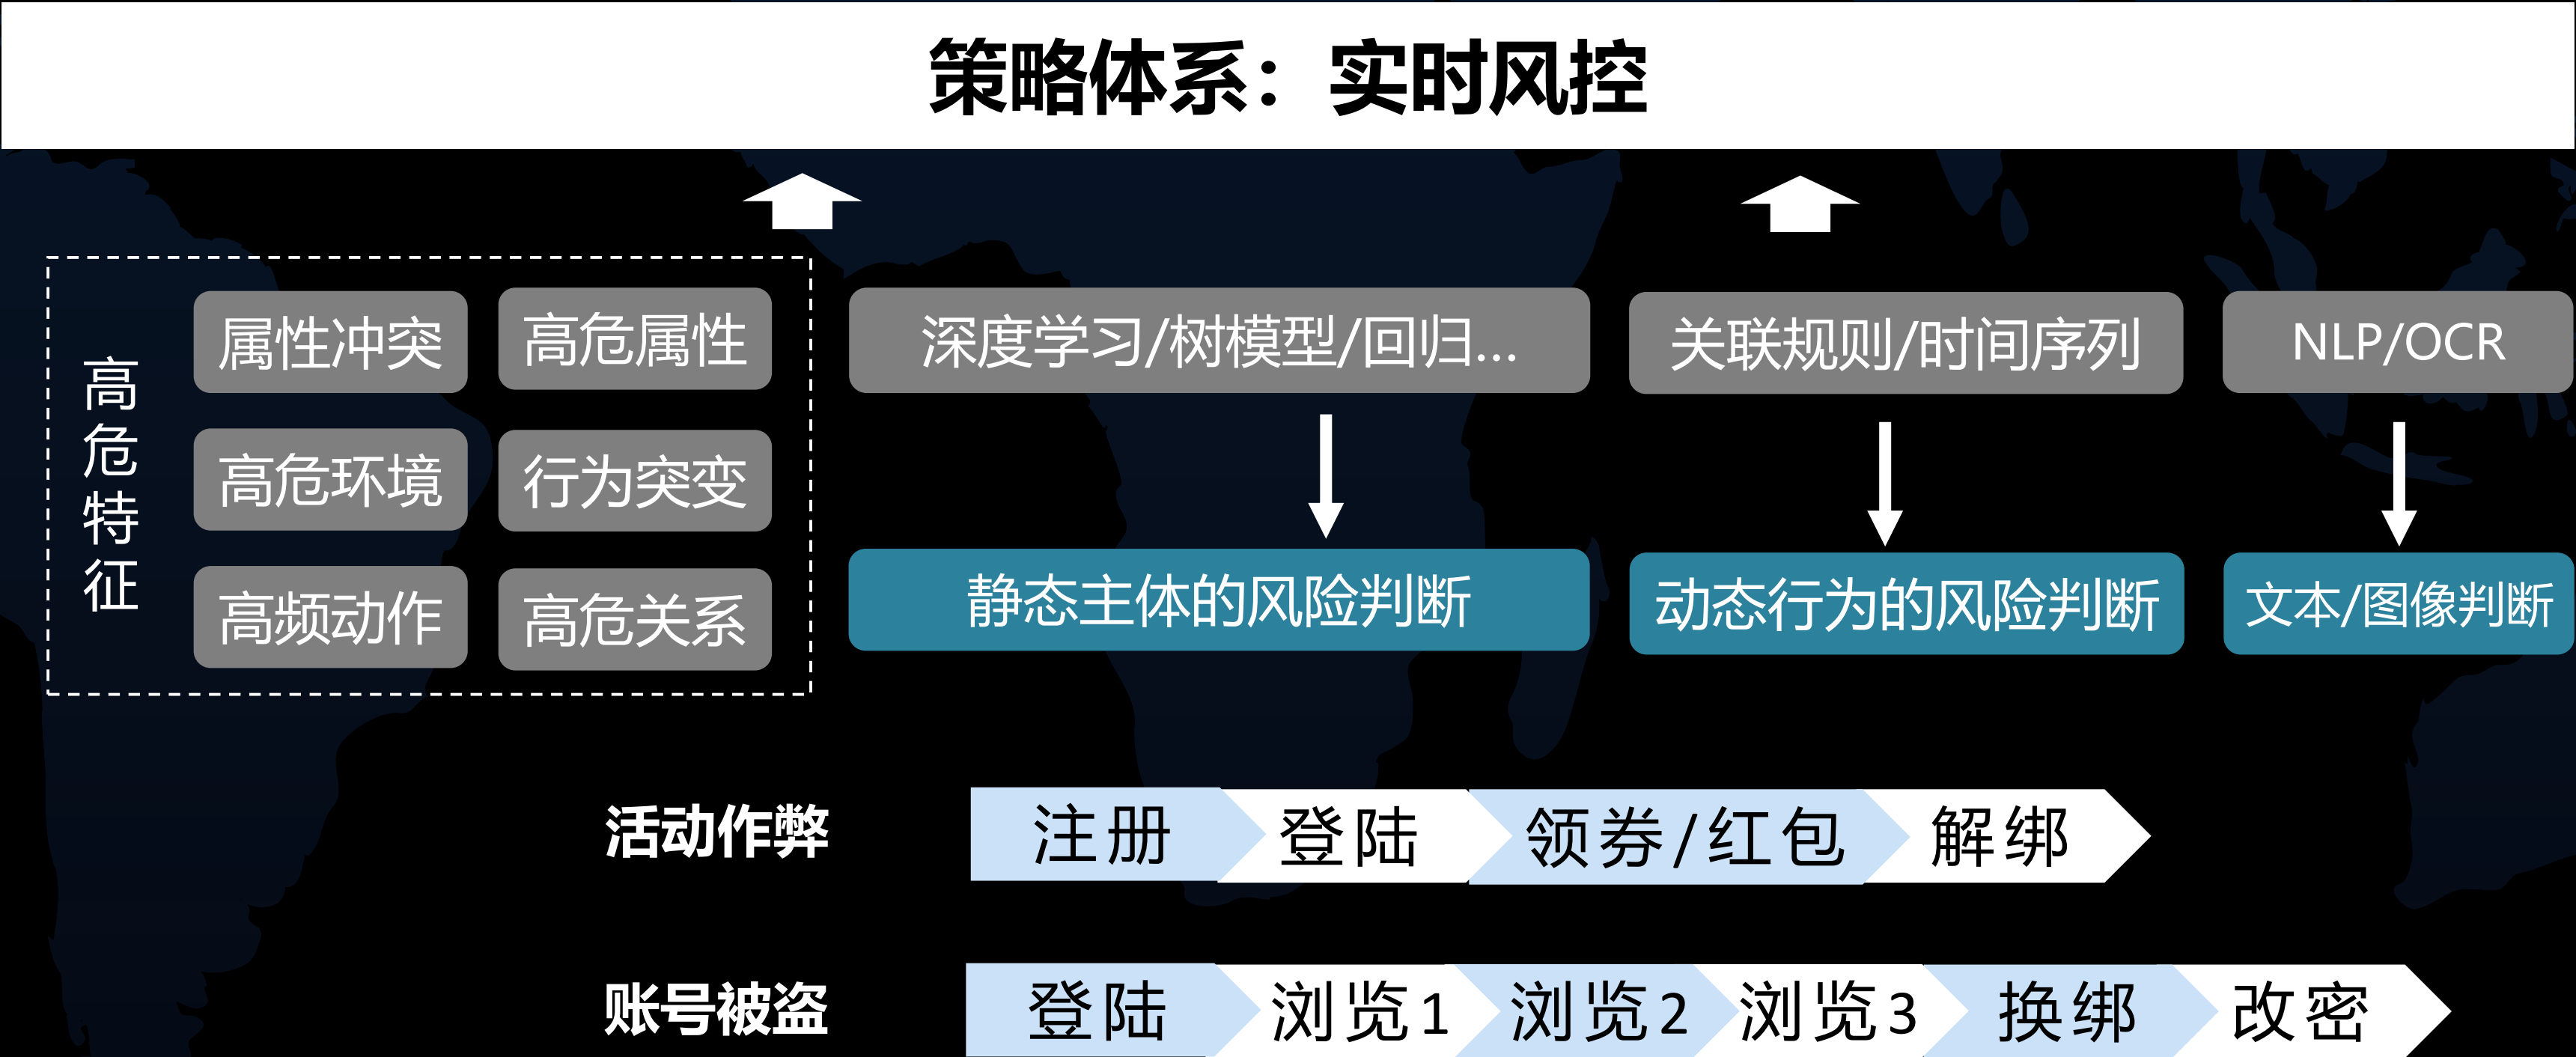 策略体系：实时风控
高危特征
属性冲突
高危属性
高危环境
行为突变
高频动作
高危关系
深度学习/树模型/回归...
关联规则/时间序列
NLP/OCR
静态主体的风险判断
动态行为的风险判断
文本/图像判断
活动作弊
注册
登陆
领券/红包
解绑
账号被盗
登陆
浏览1
浏览2
浏览3
换绑
改密